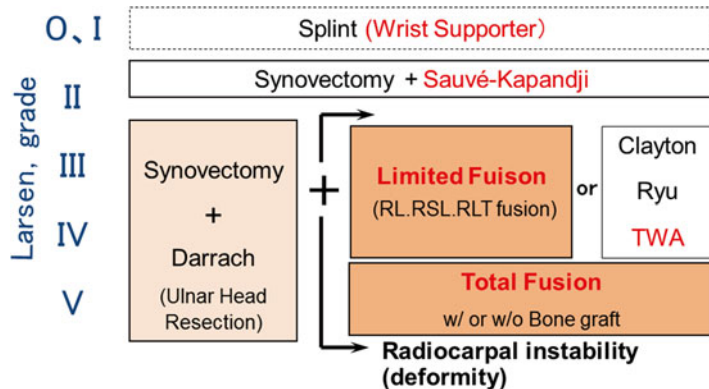 Larsen, grade
O、I
II
III
IV
V
Splint (Wrist Supporter）
Synovectomy + Sauvé-Kapandji
Synovectomy
+
Darrach
(Ulnar Head
Resection)
+
Limited Fuison
(RL.RSL.RLT fusion)
or
Clayton
Ryu
TWA
Total Fusion
w/ or w/o Bone graft
Radiocarpal instability
(deformity)